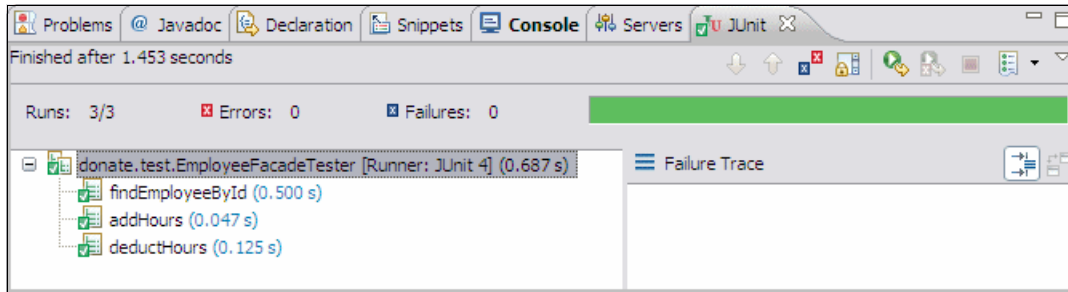 Problems @ Javadoc Declaration Snippets Console Servers JUnit
Finished after 1.453 seconds
Runs: 3/3 Errors: 0 Failures: 0
donate.test.EmployeeFacadeTester [Runner: JUnit 4] (0.687 s) Failure Trace
findEmployeeById (0.500 s)
addHours (0.047 s)
deductHours (0.125 s)